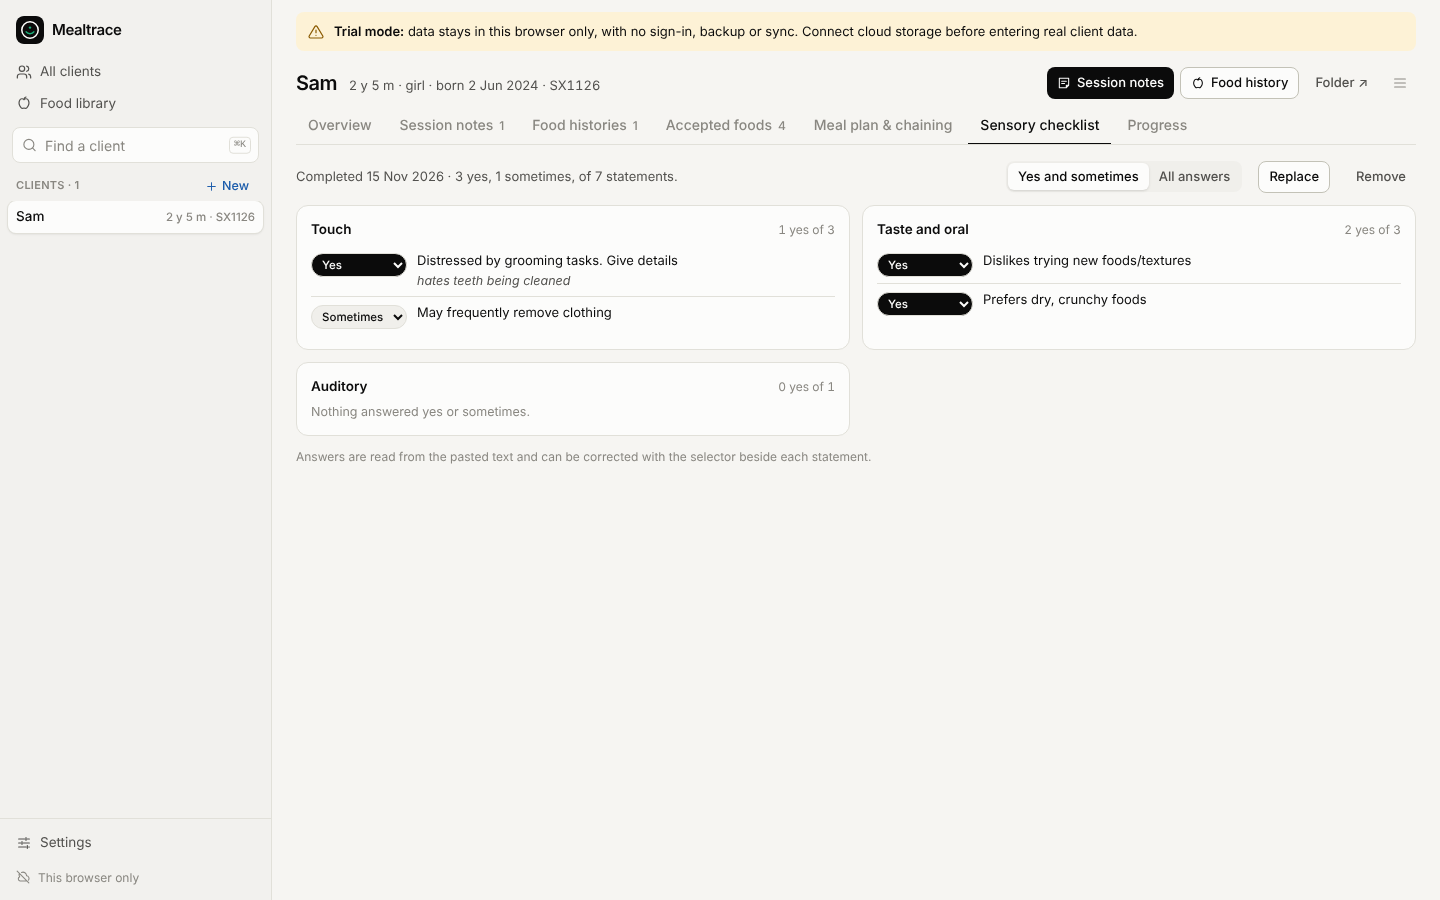 Mealtrace
All clients
Food library
Find a client
⌘K
CLIENTS · 1
+ New
Sam
2 y 5 m · SX1126
Settings
This browser only
Trial mode: data stays in this browser only, with no sign-in, backup or sync. Connect cloud storage before entering real client data.
Sam 2 y 5 m · girl · born 2 Jun 2024 · SX1126
Session notes
Food history
Folder ↗
Overview
Session notes 1
Food histories 1
Accepted foods 4
Meal plan & chaining
Sensory checklist
Progress
Completed 15 Nov 2026 · 3 yes, 1 sometimes, of 7 statements.
Yes and sometimes
All answers
Replace
Remove
Touch
1 yes of 3
Yes
Distressed by grooming tasks. Give details
hates teeth being cleaned
Sometimes
May frequently remove clothing
Taste and oral
2 yes of 3
Yes
Dislikes trying new foods/textures
Yes
Prefers dry, crunchy foods
Auditory
0 yes of 1
Nothing answered yes or sometimes.
Answers are read from the pasted text and can be corrected with the selector beside each statement.